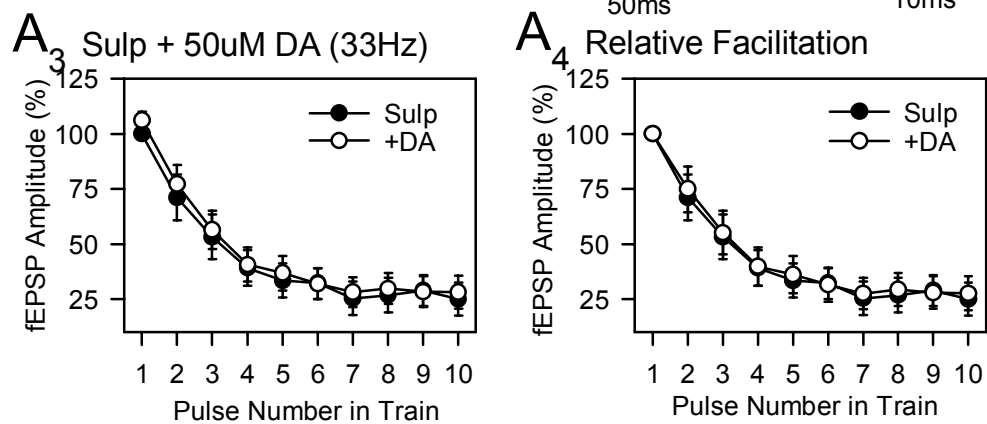 50ms
10ms
A3 Sulp + 50uM DA (33Hz)
125
100
75
50
25
fEPSP Amplitude (%)
Sulp
+DA
1 2 3 4 5 6 7 8 9 10
Pulse Number in Train
A4 Relative Facilitation
125
100
75
50
25
fEPSP Amplitude (%)
Sulp
+DA
1 2 3 4 5 6 7 8 9 10
Pulse Number in Train